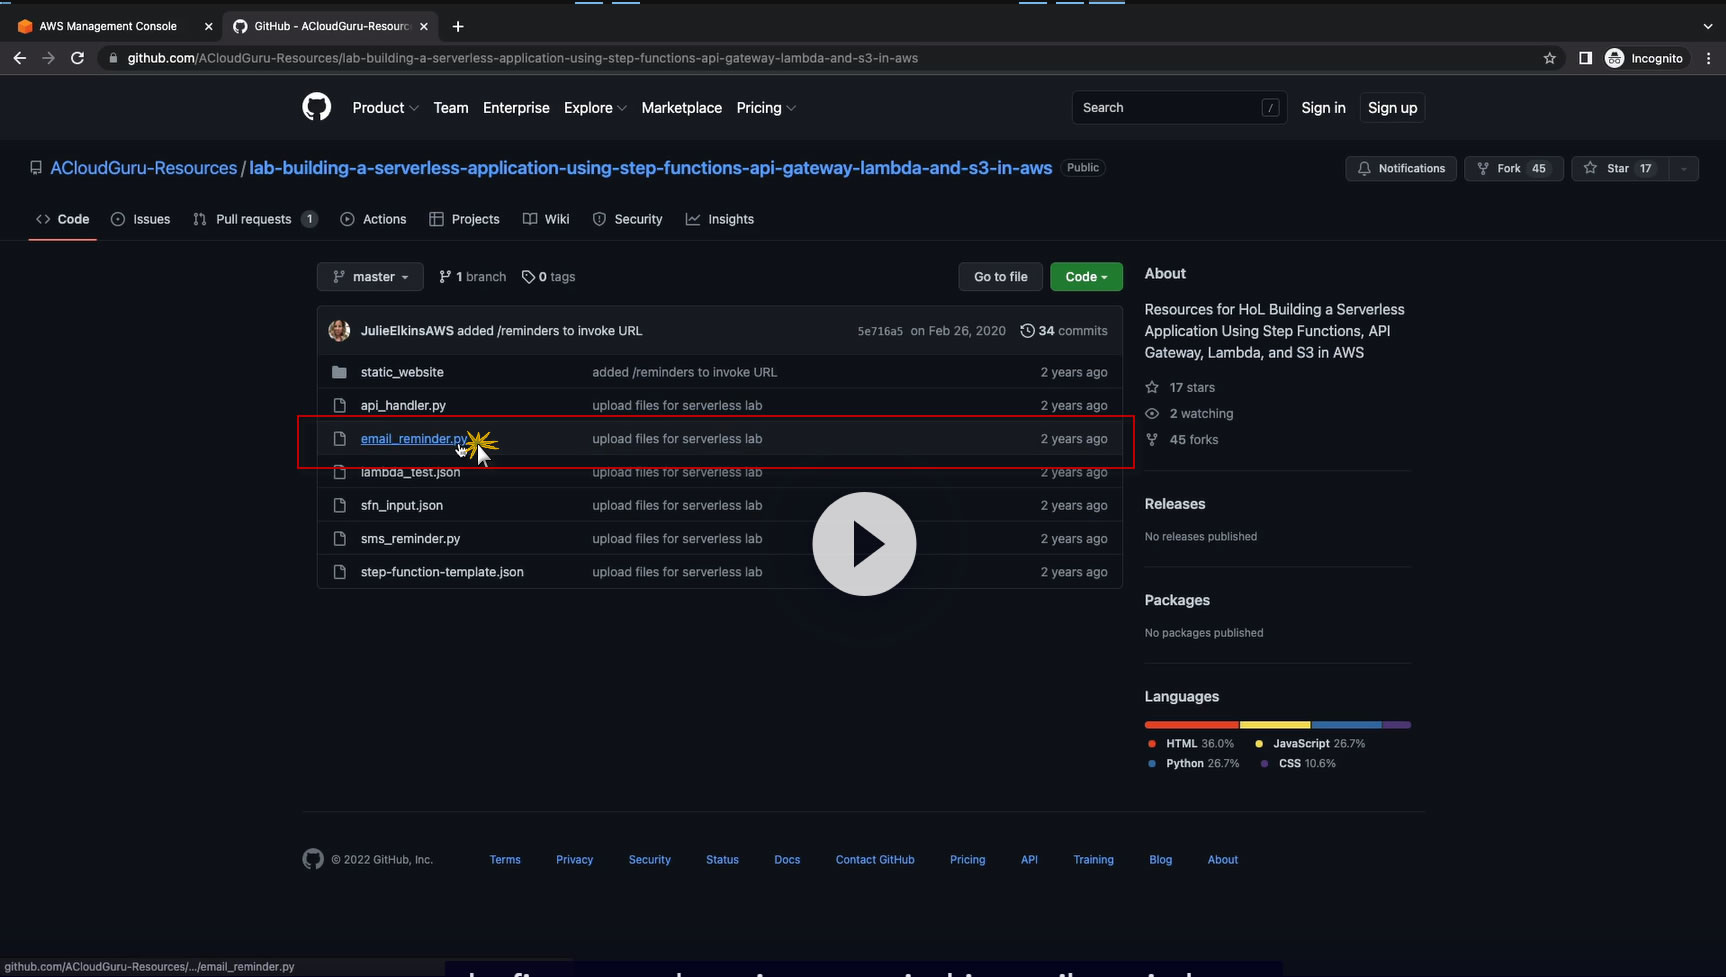 AWS Management Console
GitHub - ACloudGuru-Resourc
github.com/ACloudGuru-Resources/lab-building-a-serverless-application-using-step-functions-api-gateway-lambda-and-s3-in-aws
Incognito
Product Team Enterprise Explore Marketplace Pricing
Search /
Sign in Sign up
ACloudGuru-Resources / lab-building-a-serverless-application-using-step-functions-api-gateway-lambda-and-s3-in-aws Public
Notifications Fork 45 Star 17
Code Issues Pull requests 1 Actions Projects Wiki Security Insights
master 1 branch 0 tags Go to file Code
JulieElkinsAWS added /reminders to invoke URL 5e716a5 on Feb 26, 2020 34 commits
static_website added /reminders to invoke URL 2 years ago
api_handler.py upload files for serverless lab 2 years ago
email_reminder.py upload files for serverless lab 2 years ago
lambda_test.json upload files for serverless lab 2 years ago
sfn_input.json upload files for serverless lab 2 years ago
sms_reminder.py upload files for serverless lab 2 years ago
step-function-template.json upload files for serverless lab 2 years ago
About
Resources for HoL Building a Serverless
Application Using Step Functions, API
Gateway, Lambda, and S3 in AWS
17 stars
2 watching
45 forks
Releases
No releases published
Packages
No packages published
Languages
HTML 36.0% JavaScript 26.7%
Python 26.7% CSS 10.6%
© 2022 GitHub, Inc. Terms Privacy Security Status Docs Contact GitHub Pricing API Training Blog About
github.com/ACloudGuru-Resources/.../email_reminder.py